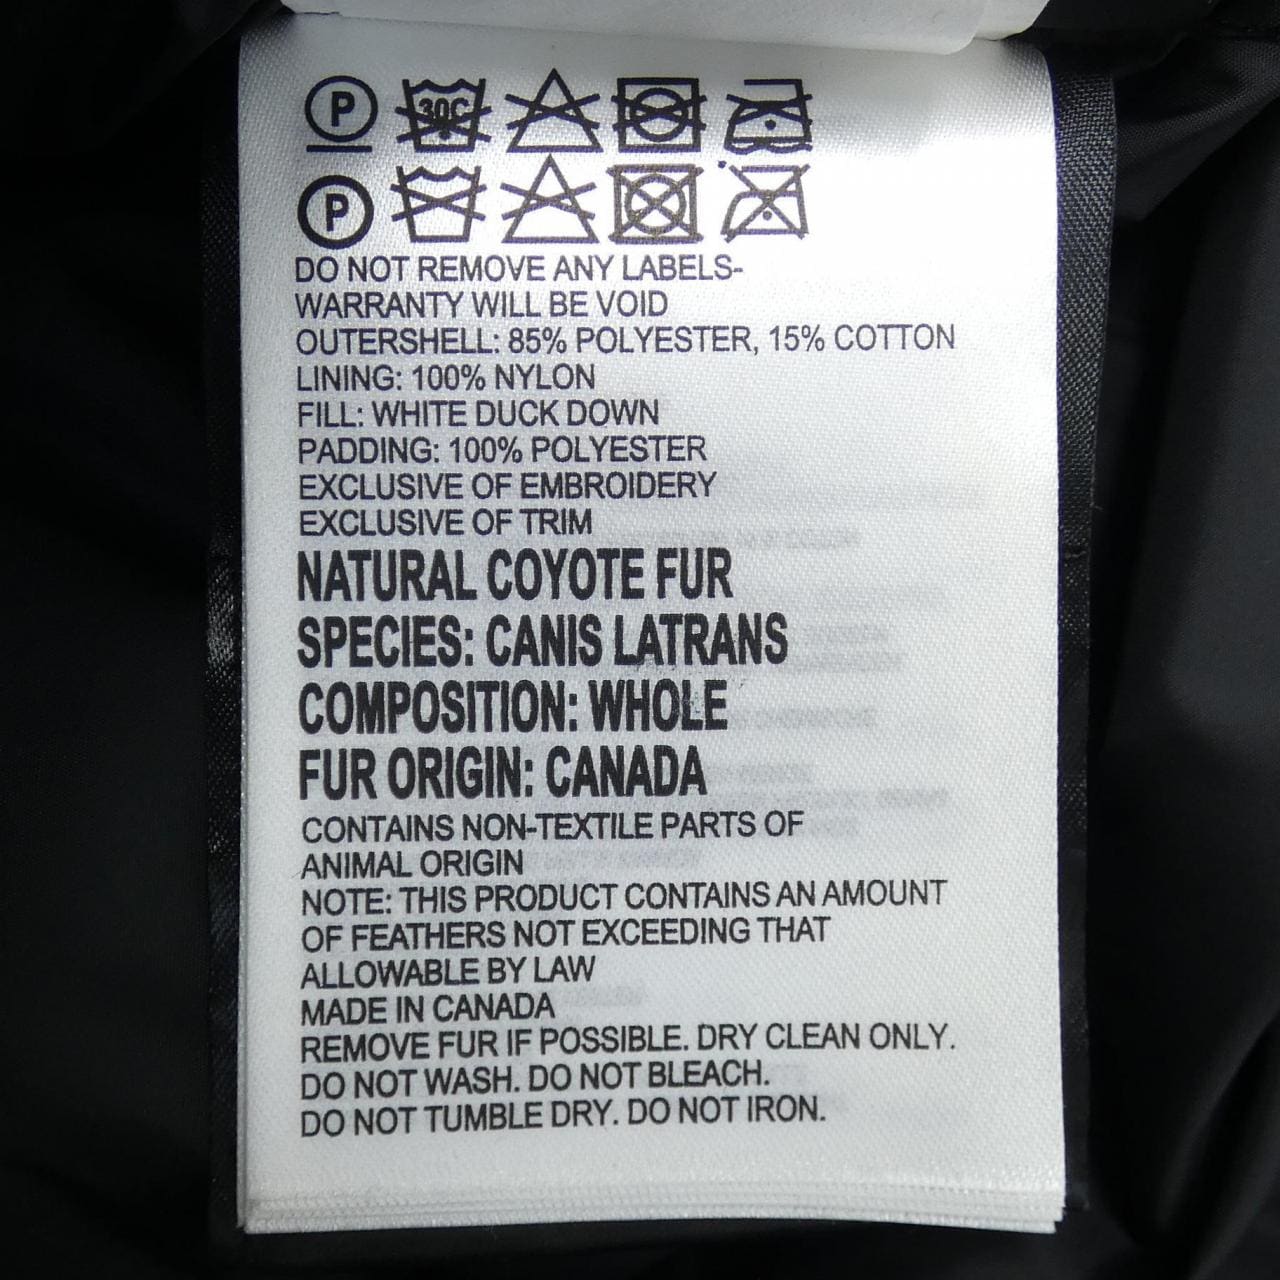 P 30C
P
DO NOT REMOVE ANY LABELS-
WARRANTY WILL BE VOID
OUTERSHELL: 85% POLYESTER, 15% COTTON
LINING: 100% NYLON
FILL: WHITE DUCK DOWN
PADDING: 100% POLYESTER
EXCLUSIVE OF EMBROIDERY
EXCLUSIVE OF TRIM
NATURAL COYOTE FUR
SPECIES: CANIS LATRANS
COMPOSITION: WHOLE
FUR ORIGIN: CANADA
CONTAINS NON-TEXTILE PARTS OF
ANIMAL ORIGIN
NOTE: THIS PRODUCT CONTAINS AN AMOUNT
OF FEATHERS NOT EXCEEDING THAT
ALLOWABLE BY LAW
MADE IN CANADA
REMOVE FUR IF POSSIBLE. DRY CLEAN ONLY.
DO NOT WASH. DO NOT BLEACH.
DO NOT TUMBLE DRY. DO NOT IRON.